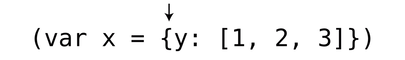 ↓
(var x = {y: [1, 2, 3]})